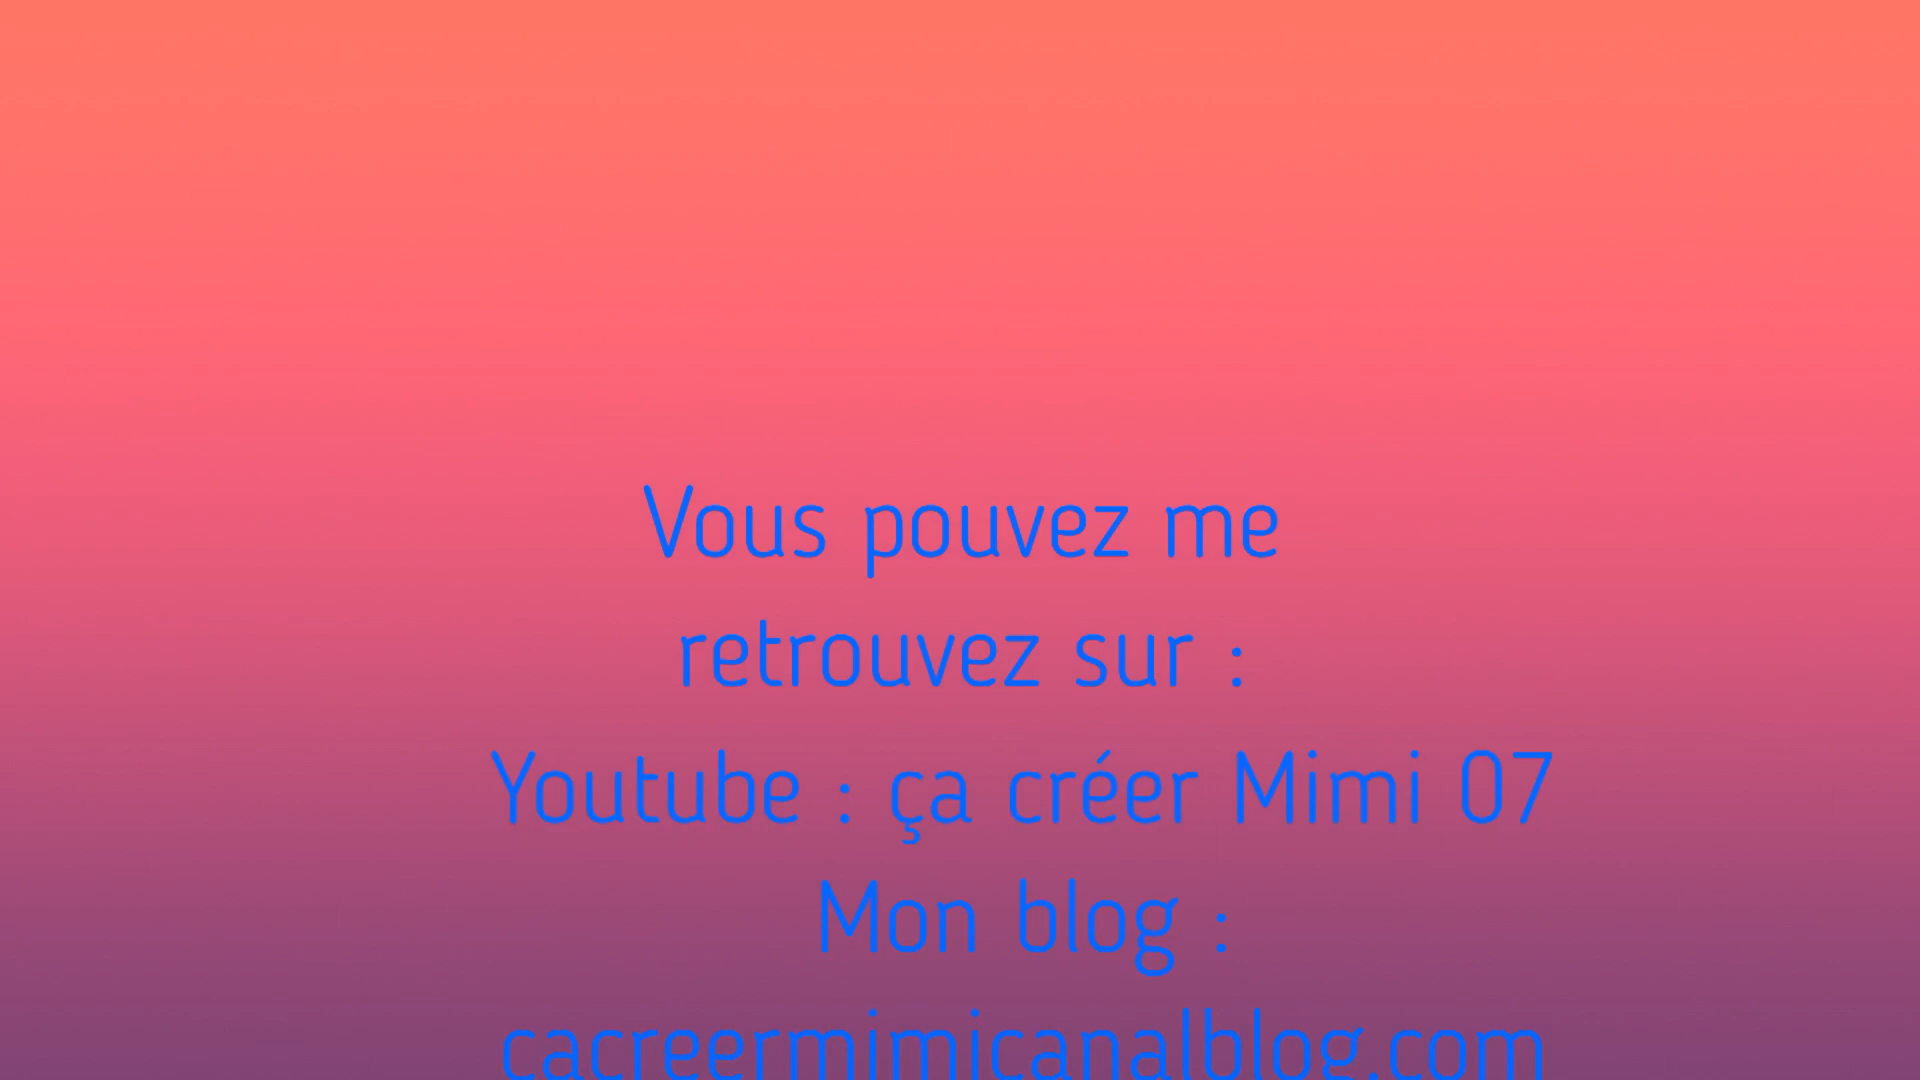 Vous pouvez me
retrouvez sur :
Youtube : ça créer Mimi 07
Mon blog :
cacreermimicanalblog.com